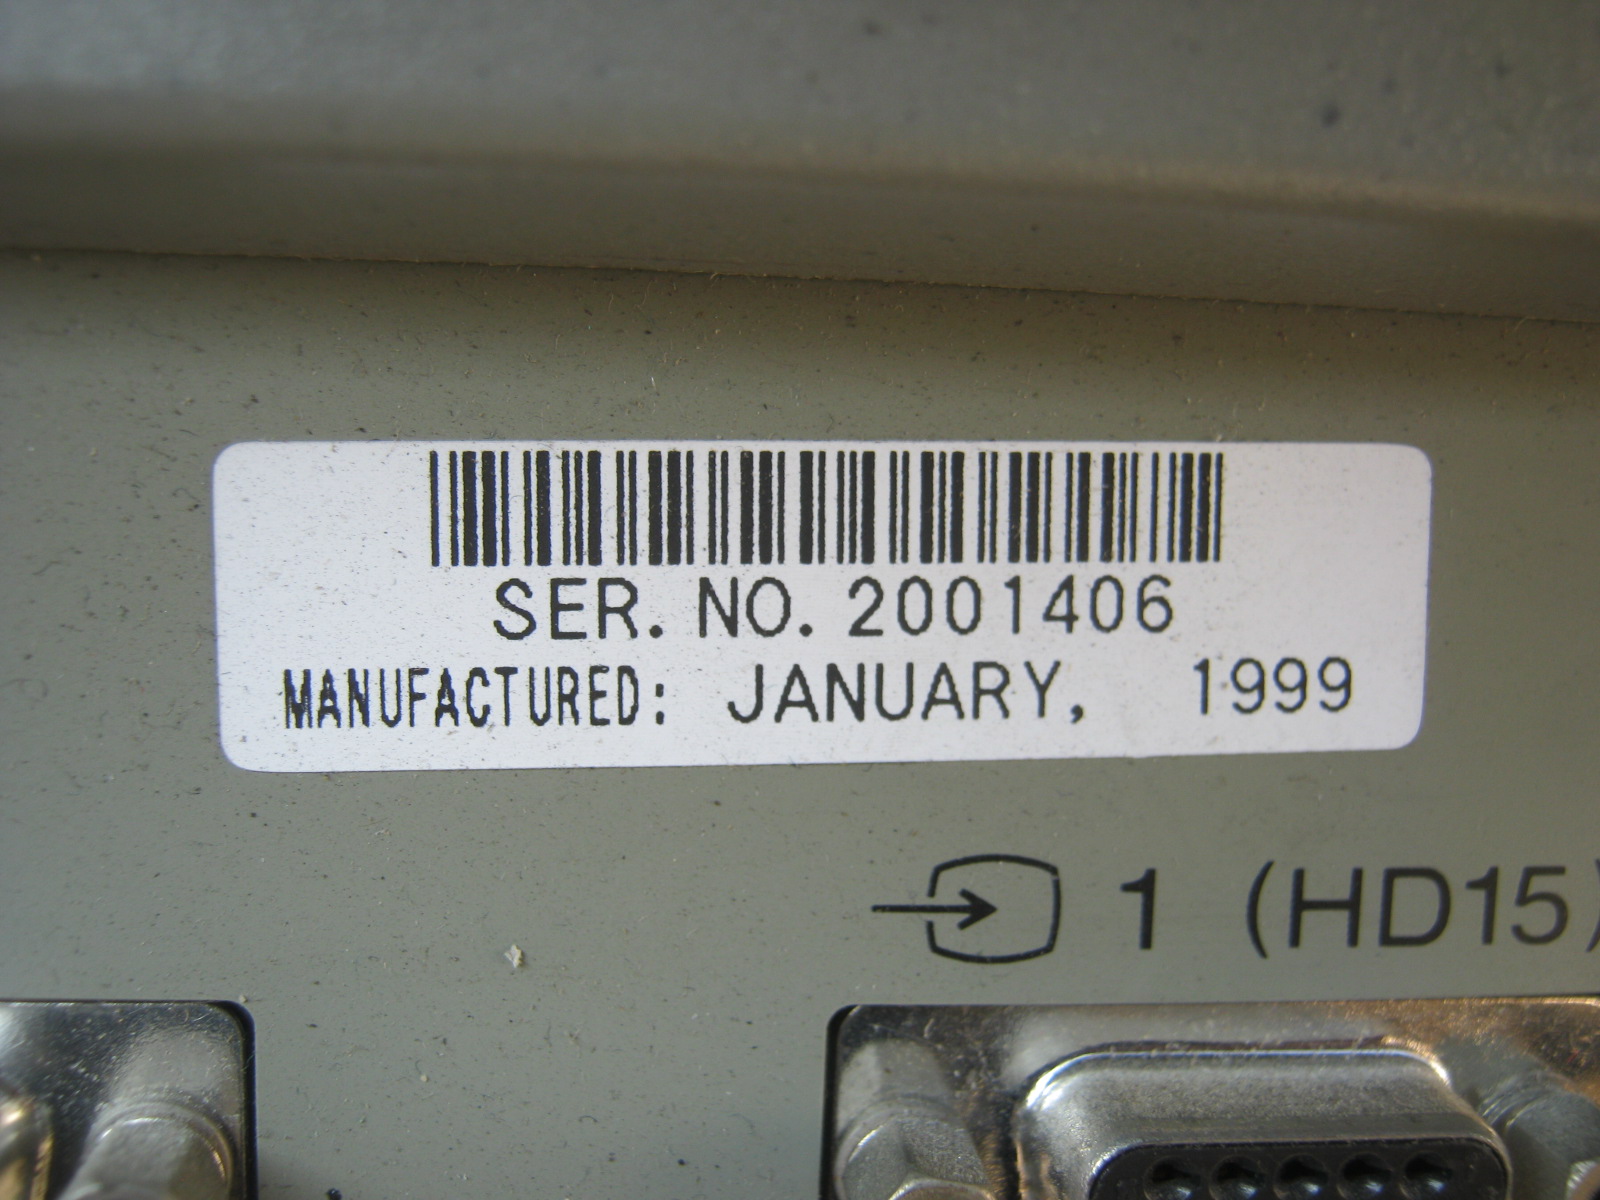 SER. NO. 2001406
MANUFACTURED: JANUARY, 1999
1 (HD15)